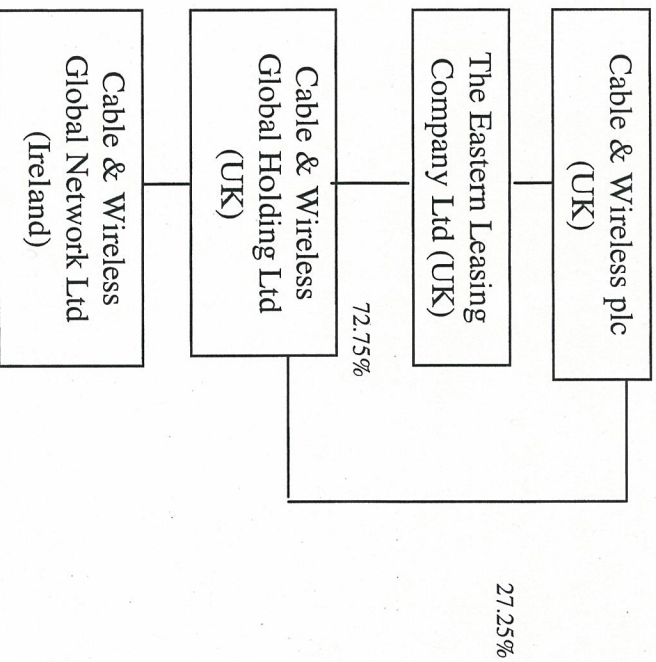 Cable & Wireless plc
(UK)
The Eastern Leasing
Company Ltd (UK)
72.75%
27.25%
Cable & Wireless
Global Holding Ltd
(UK)
Cable & Wireless
Global Network Ltd
(Ireland)